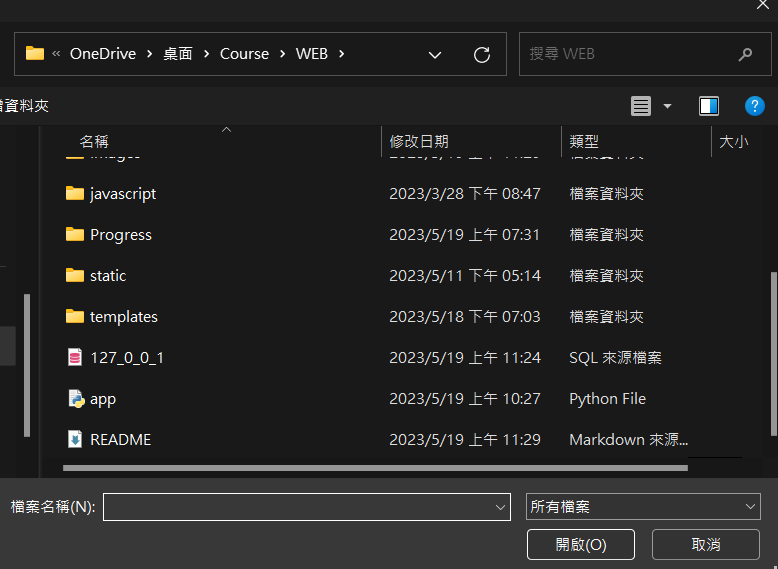 « OneDrive > 桌面 > Course > WEB >
搜尋 WEB
資料夾
名稱 修改日期 類型 大小
javascript 2023/3/28 下午 08:47 檔案資料夾
Progress 2023/5/19 上午 07:31 檔案資料夾
static 2023/5/11 下午 05:14 檔案資料夾
templates 2023/5/18 下午 07:03 檔案資料夾
127_0_0_1 2023/5/19 上午 11:24 SQL 來源檔案
app 2023/5/19 上午 10:27 Python File
README 2023/5/19 上午 11:29 Markdown 來源...
檔案名稱(N): 所有檔案
開啟(O) 取消